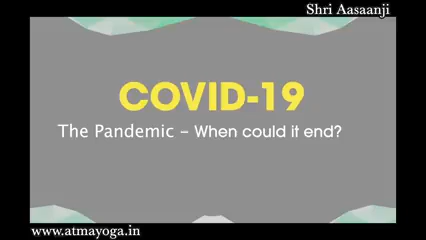 Shri Aasaanji
COVID-19
The Pandemic – When could it end?
www.atmayoga.in